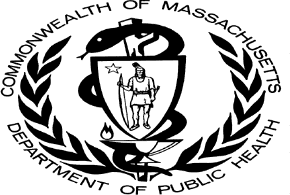 COMMONWEALTH OF MASSACHUSETTS
DEPARTMENT OF PUBLIC HEALTH